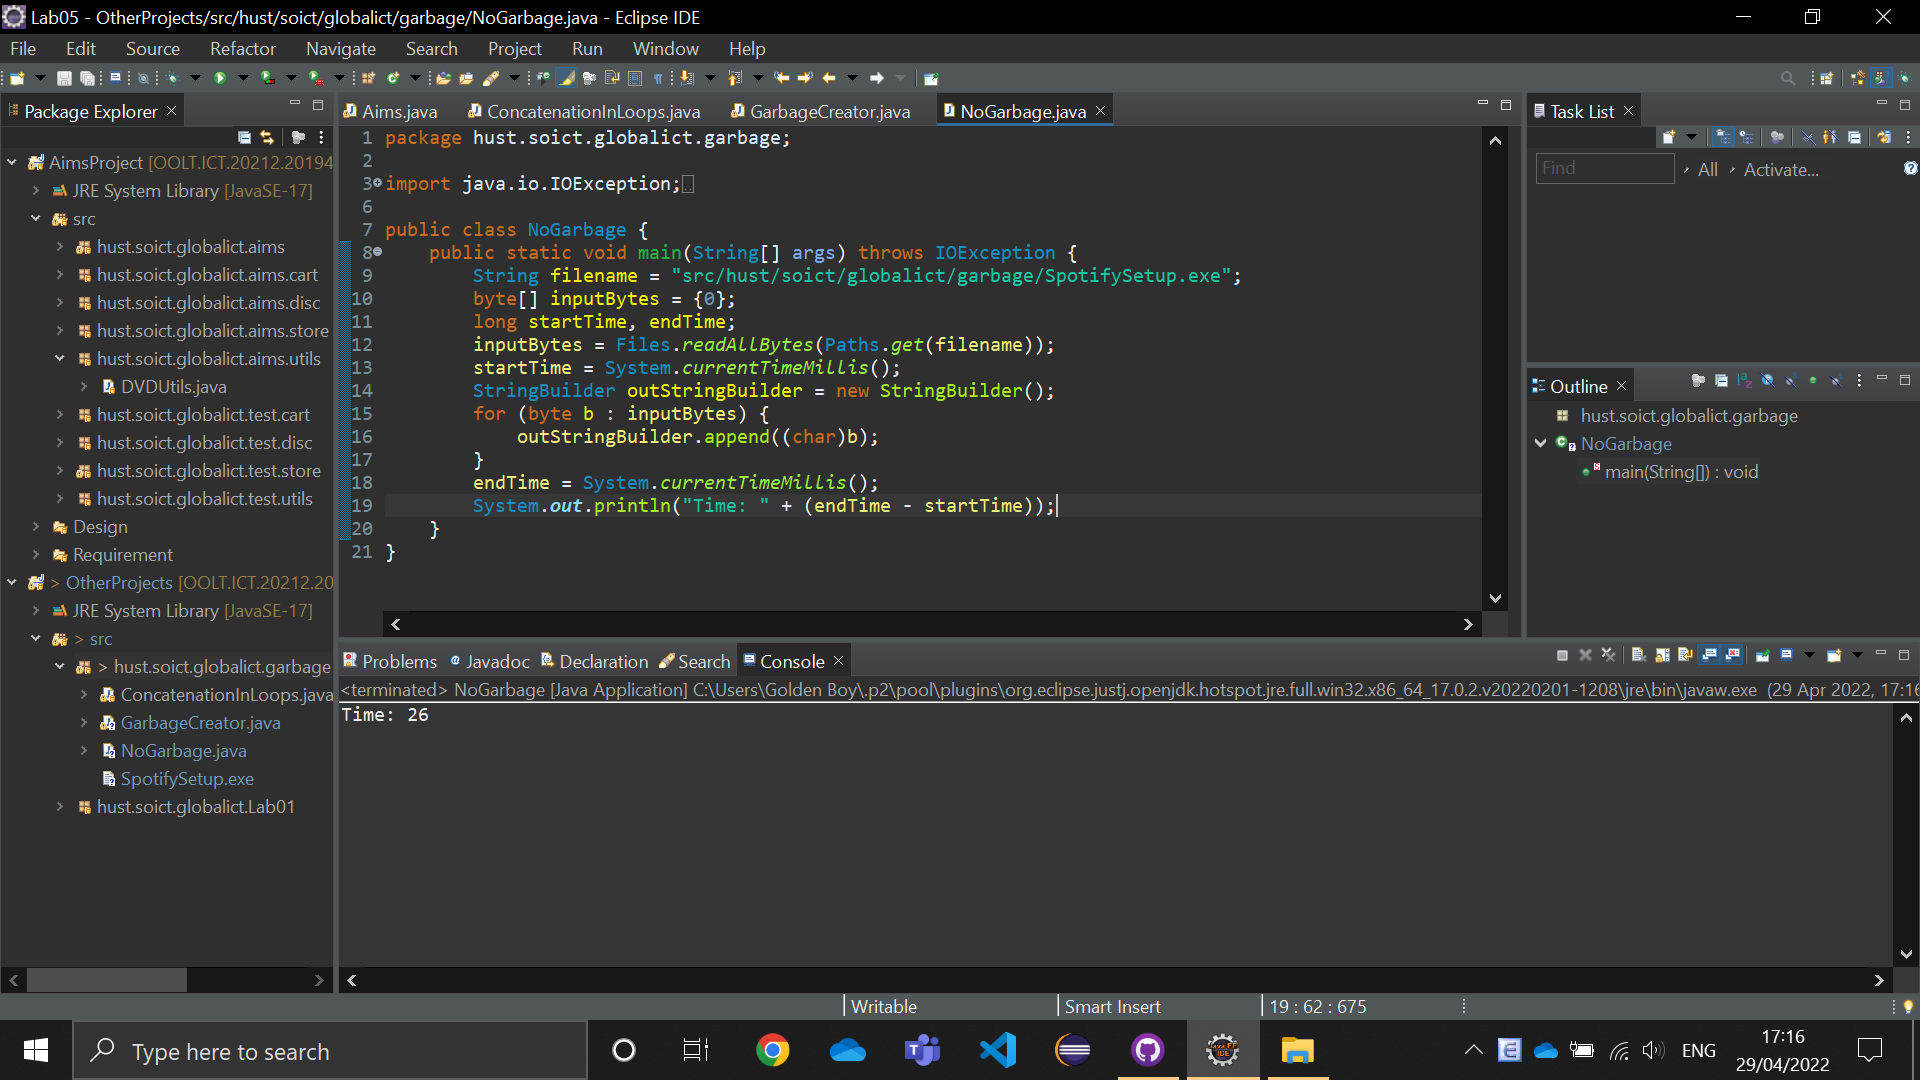 Lab05 - OtherProjects/src/hust/soict/globalict/garbage/NoGarbage.java - Eclipse IDE
File Edit Source Refactor Navigate Search Project Run Window Help
Package Explorer
AimsProject [OOLT.ICT.20212.20194
JRE System Library [JavaSE-17]
src
hust.soict.globalict.aims
hust.soict.globalict.aims.cart
hust.soict.globalict.aims.disc
hust.soict.globalict.aims.store
hust.soict.globalict.aims.utils
DVDUtils.java
hust.soict.globalict.test.cart
hust.soict.globalict.test.disc
hust.soict.globalict.test.store
hust.soict.globalict.test.utils
Design
Requirement
> OtherProjects [OOLT.ICT.20212.20
JRE System Library [JavaSE-17]
> src
> hust.soict.globalict.garbage
ConcatenationInLoops.java
GarbageCreator.java
NoGarbage.java
SpotifySetup.exe
hust.soict.globalict.Lab01
Aims.java ConcatenationInLoops.java GarbageCreator.java NoGarbage.java
1 package hust.soict.globalict.garbage;
2
3 import java.io.IOException;
6
7 public class NoGarbage {
8 public static void main(String[] args) throws IOException {
9 String filename = "src/hust/soict/globalict/garbage/SpotifySetup.exe";
10 byte[] inputBytes = {0};
11 long startTime, endTime;
12 inputBytes = Files.readAllBytes(Paths.get(filename));
13 startTime = System.currentTimeMillis();
14 StringBuilder outStringBuilder = new StringBuilder();
15 for (byte b : inputBytes) {
16 outStringBuilder.append((char)b);
17 }
18 endTime = System.currentTimeMillis();
19 System.out.println("Time: " + (endTime - startTime));
20 }
21 }
Task List
Find All Activate...
Outline
hust.soict.globalict.garbage
NoGarbage
main(String[]) : void
Problems Javadoc Declaration Search Console
<terminated> NoGarbage [Java Application] C:\Users\Golden Boy\.p2\pool\plugins\org.eclipse.justj.openjdk.hotspot.jre.full.win32.x86_64_17.0.2.v20220201-1208\jre\bin\javaw.exe (29 Apr 2022, 17:16
Time: 26
Writable Smart Insert 19 : 62 : 675
Type here to search
ENG
17:16
29/04/2022